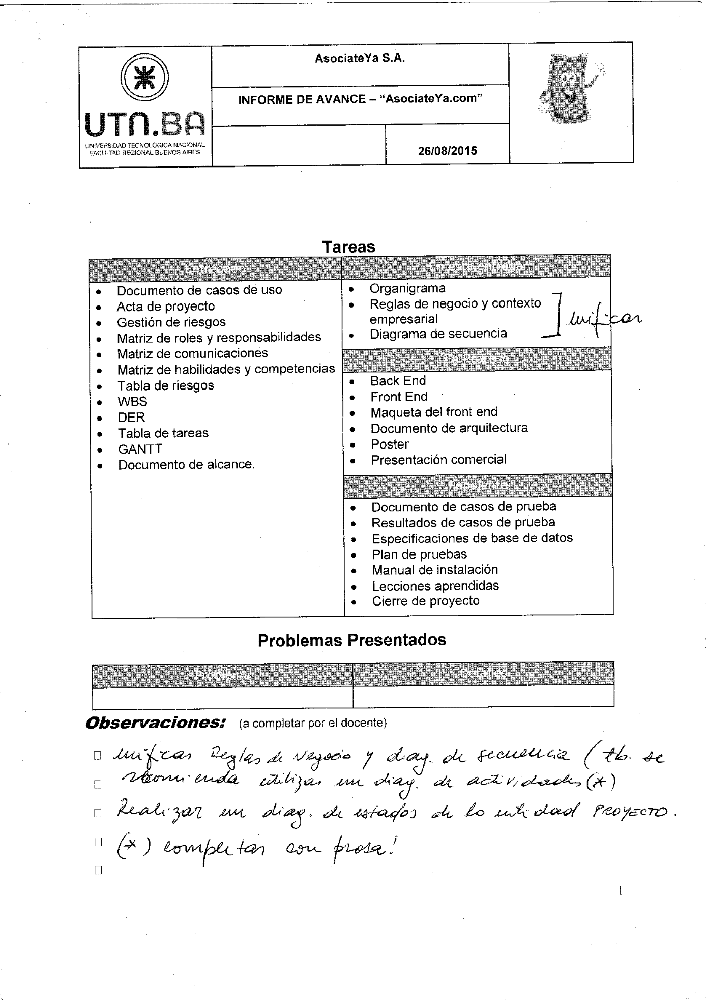 AsociateYa S.A.
INFORME DE AVANCE – “AsociateYa.com”
26/08/2015
UTN.BA
UNIVERSIDAD TECNOLÓGICA NACIONAL
FACULTAD REGIONAL BUENOS AIRES
Tareas
Entregado
• Documento de casos de uso
• Acta de proyecto
• Gestión de riesgos
• Matriz de roles y responsabilidades
• Matriz de comunicaciones
• Matriz de habilidades y competencias
• Tabla de riesgos
• WBS
• DER
• Tabla de tareas
• GANTT
• Documento de alcance.
En esta entrega
• Organigrama
• Reglas de negocio y contexto
empresarial
• Diagrama de secuencia
unificar
En Proceso
• Back End
• Front End
• Maqueta del front end
• Documento de arquitectura
• Poster
• Presentación comercial
Pendiente
• Documento de casos de prueba
• Resultados de casos de prueba
• Especificaciones de base de datos
• Plan de pruebas
• Manual de instalación
• Lecciones aprendidas
• Cierre de proyecto
Problemas Presentados
Problema
Detalles
Observaciones: (a completar por el docente)
unificar Reglas de Negocio y diag. de secuencia (tb. se
recomienda utilizar un diag. de actividades (*)
Realizar un diag. de estados de la entidad PROYECTO.
(*) completar con prosa!
1